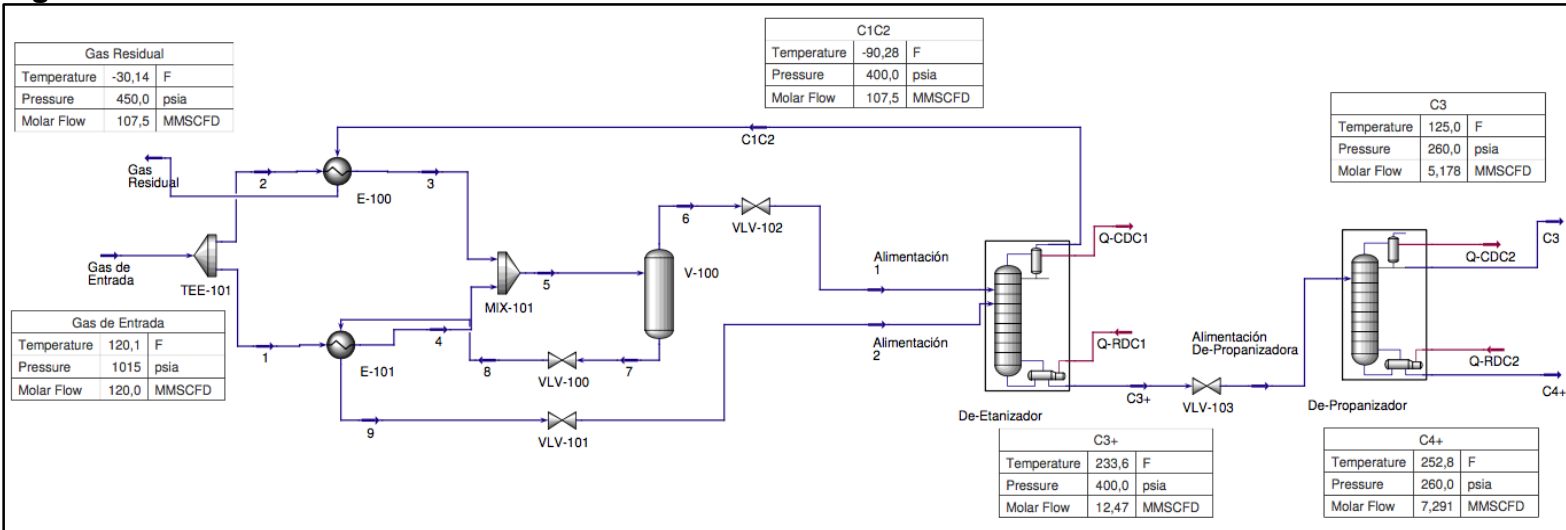 Gas Residual
Temperature -30,14 F
Pressure 450,0 psia
Molar Flow 107,5 MMSCFD
C1C2
Temperature -90,28 F
Pressure 400,0 psia
Molar Flow 107,5 MMSCFD
C3
Temperature 125,0 F
Pressure 260,0 psia
Molar Flow 5,178 MMSCFD
C1C2
Gas
Residual
2
E-100
3
Gas de
Entrada
TEE-101
1
E-101
4
MIX-101
5
V-100
6
VLV-102
7
VLV-100
8
9
VLV-101
Alimentación
1
Alimentación
2
Q-CDC1
Q-RDC1
De-Etanizador
C3+
VLV-103
Alimentación
De-Propanizadora
Q-CDC2
C3
Q-RDC2
C4+
De-Propanizador
Gas de Entrada
Temperature 120,1 F
Pressure 1015 psia
Molar Flow 120,0 MMSCFD
C3+
Temperature 233,6 F
Pressure 400,0 psia
Molar Flow 12,47 MMSCFD
C4+
Temperature 252,8 F
Pressure 260,0 psia
Molar Flow 7,291 MMSCFD